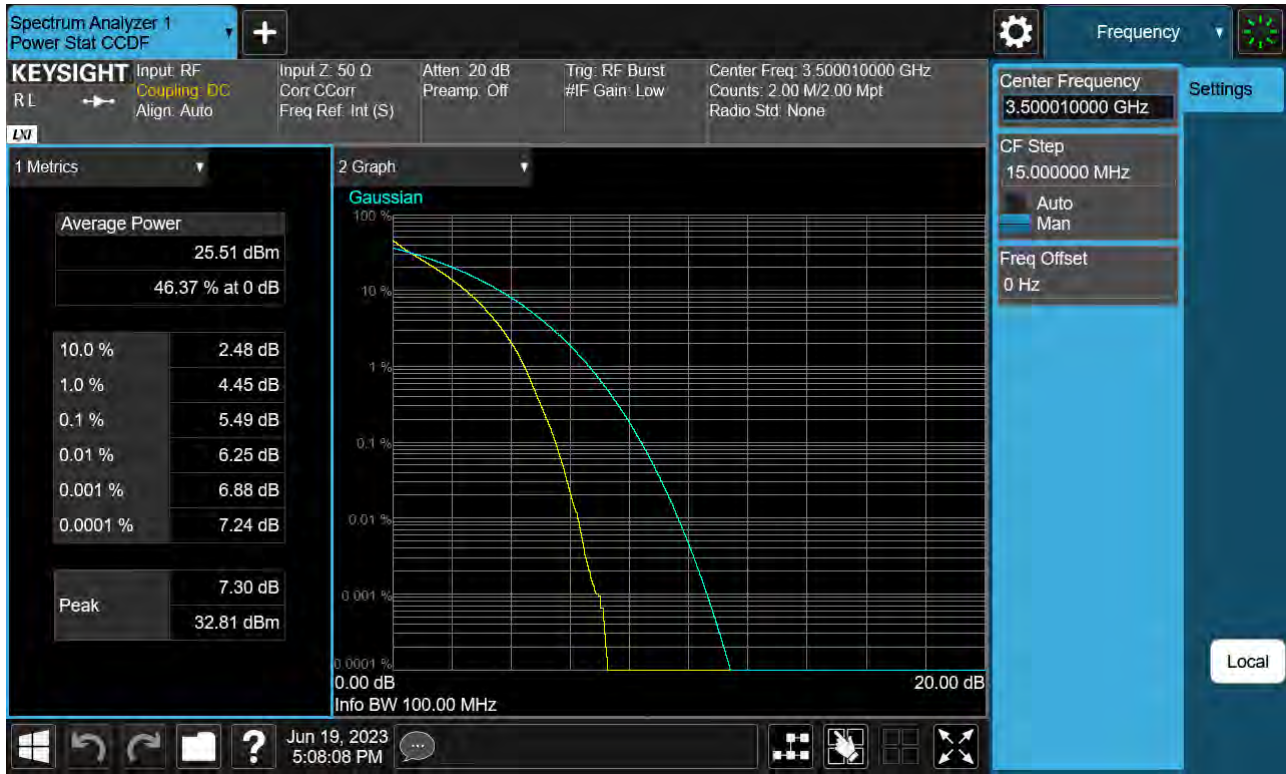 Spectrum Analyzer 1
Power Stat CCDF
Frequency
KEYSIGHT
RL
LXI
Input: RF
Coupling: DC
Align: Auto
Input Z: 50 Ω
Corr CCorr
Freq Ref: Int (S)
Atten: 20 dB
Preamp: Off
Trig: RF Burst
#IF Gain: Low
Center Freq: 3.500010000 GHz
Counts: 2.00 M/2.00 Mpt
Radio Std: None
Center Frequency
3.500010000 GHz
Settings
CF Step
15.000000 MHz
Auto
Man
Freq Offset
0 Hz
1 Metrics
Average Power
25.51 dBm
46.37 % at 0 dB
10.0 % 2.48 dB
1.0 % 4.45 dB
0.1 % 5.49 dB
0.01 % 6.25 dB
0.001 % 6.88 dB
0.0001 % 7.24 dB
Peak
7.30 dB
32.81 dBm
2 Graph
Gaussian
100 %
10 %
1 %
0.1 %
0.01 %
0.001 %
0.0001 %
0.00 dB 20.00 dB
Info BW 100.00 MHz
Local
?
Jun 19, 2023
5:08:08 PM